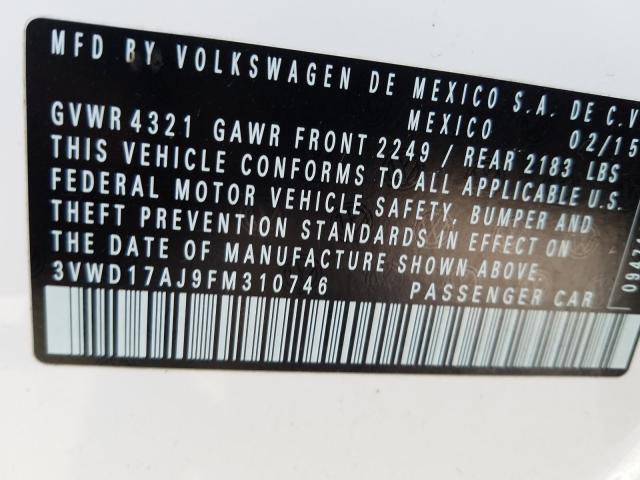 MFD BY VOLKSWAGEN DE MEXICO S.A. DE C.V
MEXICO 02/15
GVWR 4321 GAWR FRONT 2249 / REAR 2183 LBS
THIS VEHICLE CONFORMS TO ALL APPLICABLE U.S.
FEDERAL MOTOR VEHICLE SAFETY, BUMPER AND
THEFT PREVENTION STANDARDS IN EFFECT ON
THE DATE OF MANUFACTURE SHOWN ABOVE.
3VWD17AJ9FM310746 PASSENGER CAR